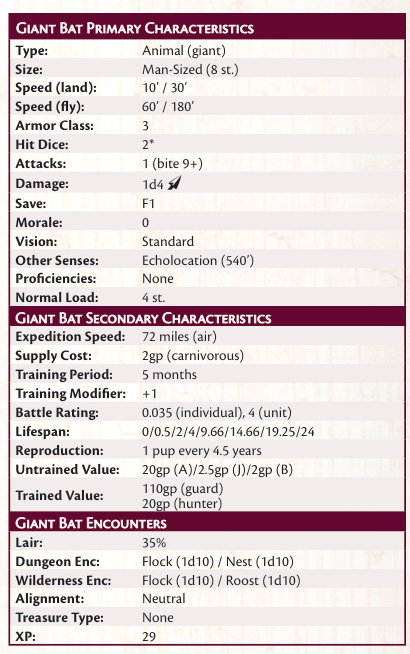 GIANT BAT PRIMARY CHARACTERISTICS
Type: Animal (giant)
Size: Man-Sized (8 st.)
Speed (land): 10′ / 30′
Speed (fly): 60′ / 180′
Armor Class: 3
Hit Dice: 2*
Attacks: 1 (bite 9+)
Damage: 1d4
Save: F1
Morale: 0
Vision: Standard
Other Senses: Echolocation (540′)
Proficiencies: None
Normal Load: 4 st.
GIANT BAT SECONDARY CHARACTERISTICS
Expedition Speed: 72 miles (air)
Supply Cost: 2gp (carnivorous)
Training Period: 5 months
Training Modifier: +1
Battle Rating: 0.035 (individual), 4 (unit)
Lifespan: 0/0.5/2/4/9.66/14.66/19.25/24
Reproduction: 1 pup every 4.5 years
Untrained Value: 20gp (A)/2.5gp (J)/2gp (B)
Trained Value: 110gp (guard)
20gp (hunter)
GIANT BAT ENCOUNTERS
Lair: 35%
Dungeon Enc: Flock (1d10) / Nest (1d10)
Wilderness Enc: Flock (1d10) / Roost (1d10)
Alignment: Neutral
Treasure Type: None
XP: 29